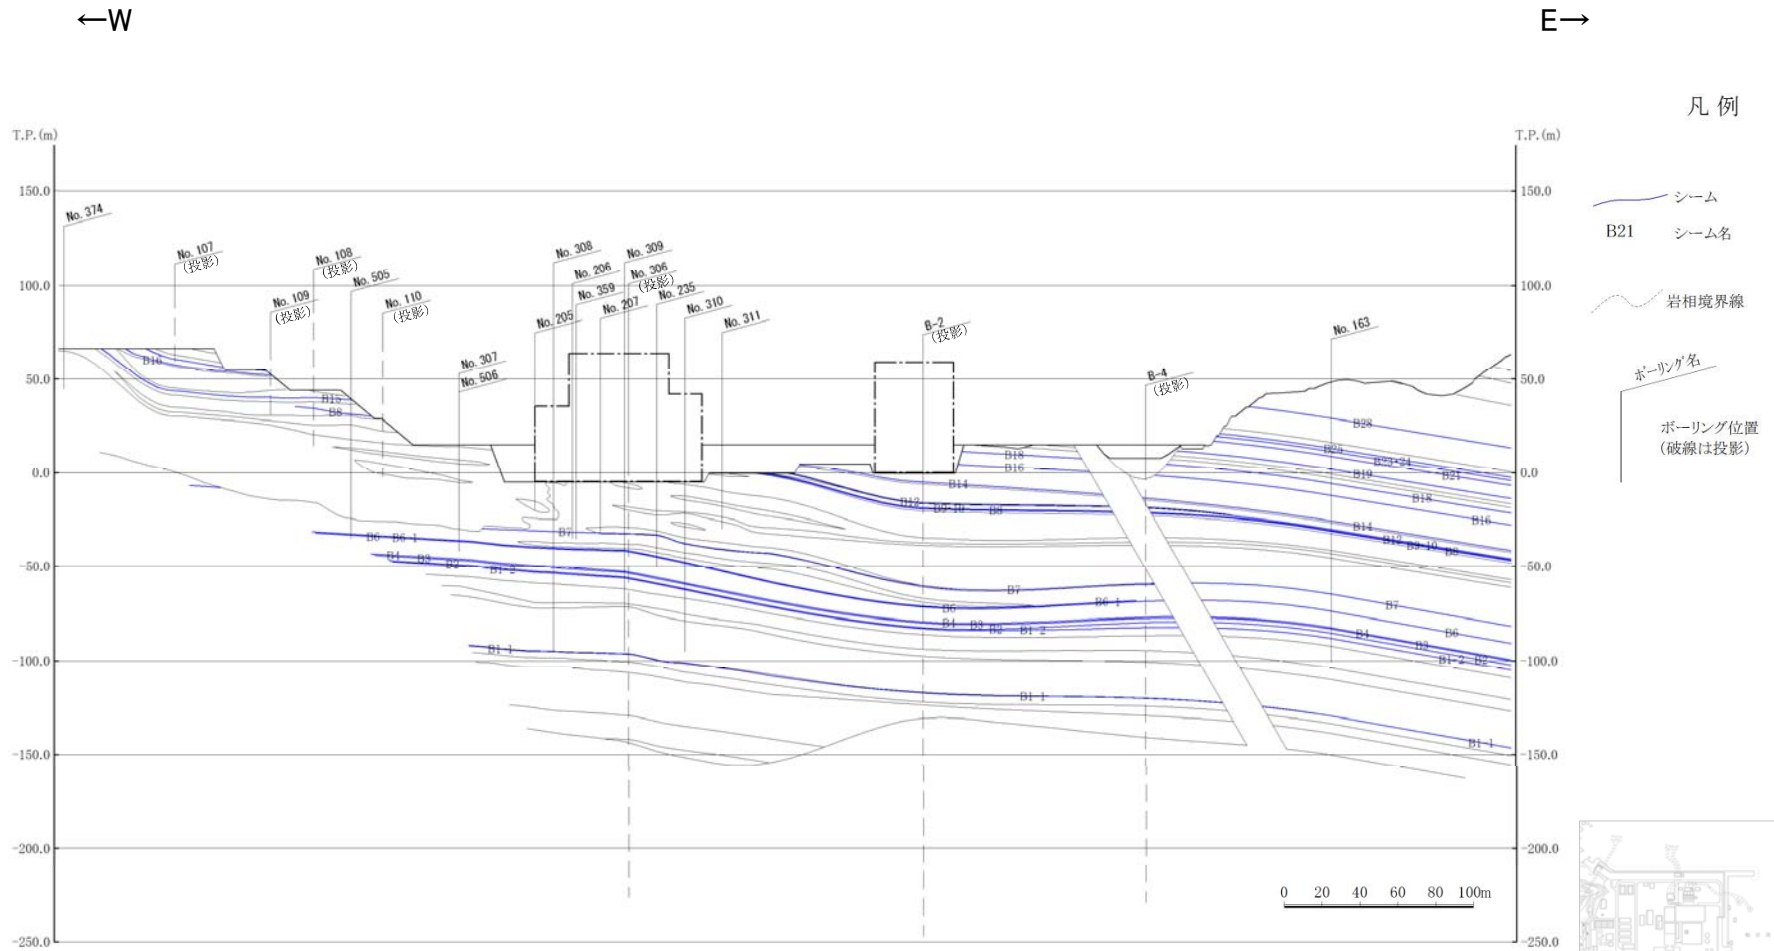 ←W
E→
凡 例
T.P.(m)
T.P.(m)
150.0
150.0
100.0
100.0
50.0
50.0
0.0
0.0
-50.0
-50.0
-100.0
-100.0
-150.0
-150.0
-200.0
-200.0
-250.0
-250.0
シーム
B21
シーム名
岩相境界線
ボーリング名
ボーリング位置
(破線は投影)
No. 374
No. 107
(投影)
No. 108
(投影)
No. 109
(投影)
No. 505
No. 110
(投影)
No. 307
No. 506
No. 308
No. 206
No. 359
No. 205
No. 207
No. 309
No. 306
(投影)
No. 235
No. 310
No. 311
B-2
(投影)
B-4
(投影)
No. 163
B16
B15
B8
B18
B16
B14
B12
B9-10
B8
B28
B25
B23・24
B21
B19
B18
B16
B14
B12
B9-10
B8
B7
B6
B6-1
B4
B3
B2
B1-2
B7
B6
B6-1
B4
B3
B2
B1-2
B7
B6
B4
B3
B1-2
B2
B1-1
B1-1
B1-1
0 20 40 60 80 100m